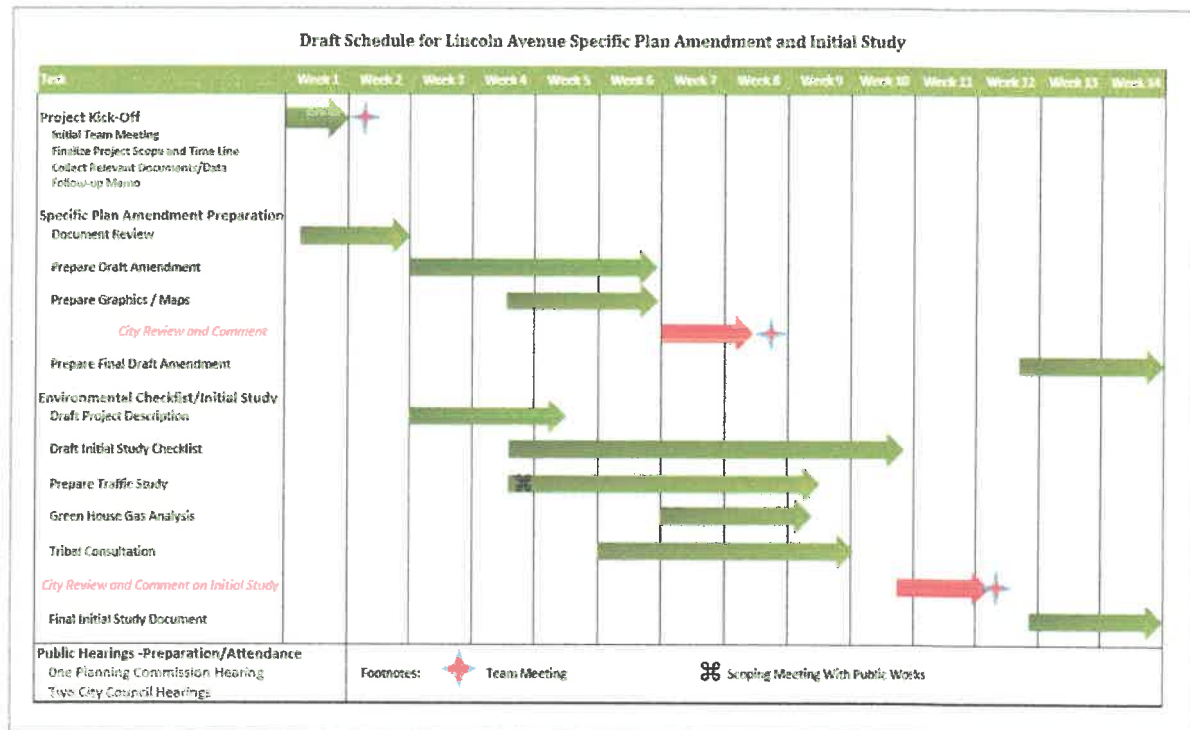 Draft Schedule for Lincoln Avenue Specific Plan Amendment and Initial Study
Task Week 1 Week 2 Week 3 Week 4 Week 5 Week 6 Week 7 Week 8 Week 9 Week 10 Week 11 Week 12 Week 13 Week 14
Project Kick-Off
Initial Team Meeting
Finalize Project Scope and Time Line
Collect Relevant Documents/Data
Follow-up Memo
Specific Plan Amendment Preparation
Document Review
Prepare Draft Amendment
Prepare Graphics / Maps
City Review and Comment
Prepare Final Draft Amendment
Environmental Checklist/Initial Study
Draft Project Description
Draft Initial Study Checklist
Prepare Traffic Study
Green House Gas Analysis
Tribal Consultation
City Review and Comment on Initial Study
Final Initial Study Document
Public Hearings -Preparation/Attendance
One Planning Commission Hearing
Two City Council Hearings
Footnotes: Team Meeting ⌘ Scoping Meeting With Public Works